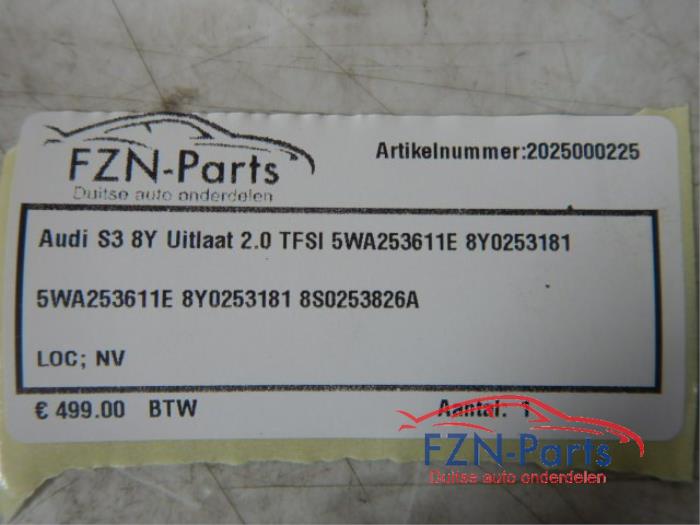 FZN-Parts
Duitse auto onderdelen
Artikelnummer:2025000225
Audi S3 8Y Uitlaat 2.0 TFSI 5WA253611E 8Y0253181
5WA253611E 8Y0253181 8S0253826A
LOC; NV
€ 499.00 BTW
Aantal: 1
FZN-Parts
Duitse auto onderdelen